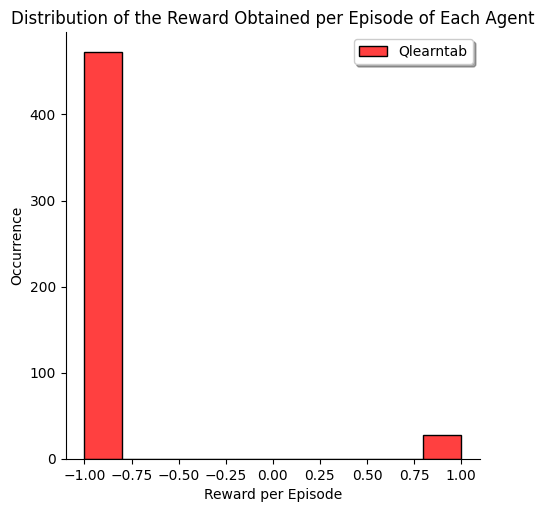 Distribution of the Reward Obtained per Episode of Each Agent
Qlearntab
400
300
200
100
0
Occurrence
−1.00 −0.75 −0.50 −0.25 0.00 0.25 0.50 0.75 1.00
Reward per Episode